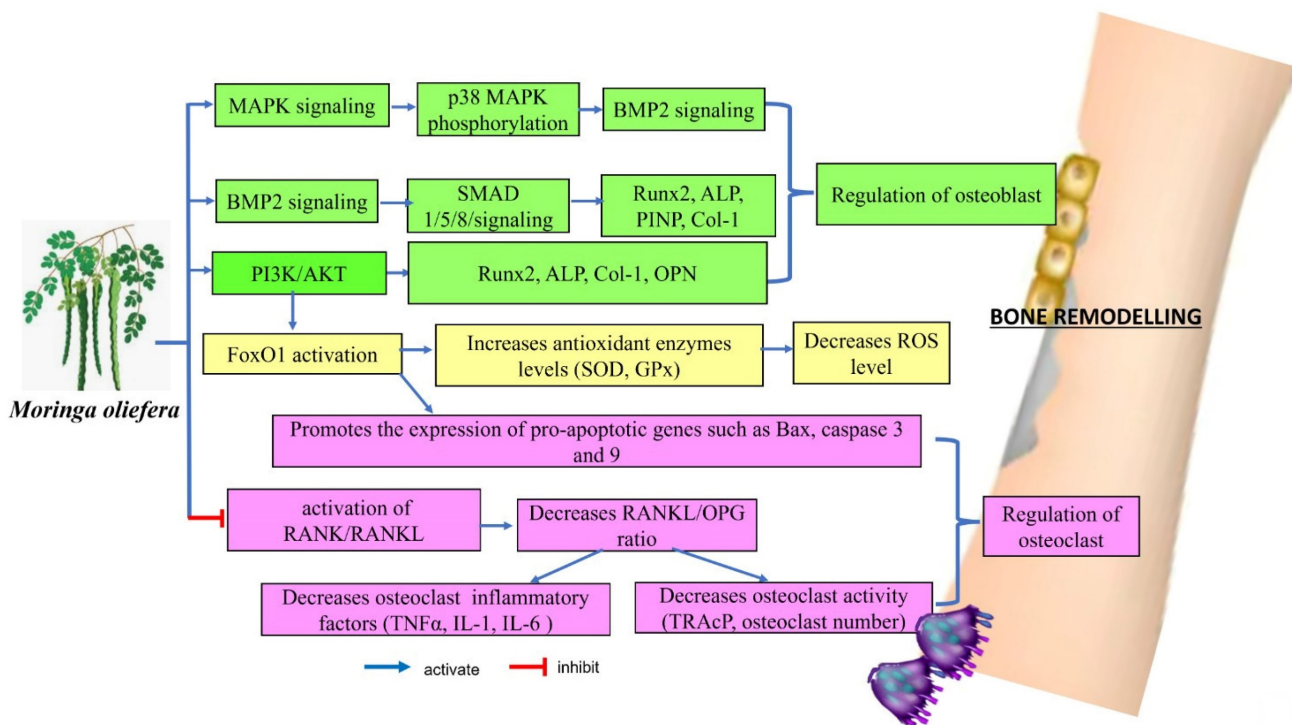 MAPK signaling
p38 MAPK
phosphorylation
BMP2 signaling
BMP2 signaling
SMAD
1/5/8/signaling
Runx2, ALP,
PINP, Col-1
Regulation of osteoblast
PI3K/AKT
Runx2, ALP, Col-1, OPN
BONE REMODELLING
FoxO1 activation
Increases antioxidant enzymes
levels (SOD, GPx)
Decreases ROS
level
Moringa oliefera
Promotes the expression of pro-apoptotic genes such as Bax, caspase 3
and 9
activation of
RANK/RANKL
Decreases RANKL/OPG
ratio
Regulation of
osteoclast
Decreases osteoclast inflammatory
factors (TNFα, IL-1, IL-6 )
Decreases osteoclast activity
(TRAcP, osteoclast number)
activate
inhibit